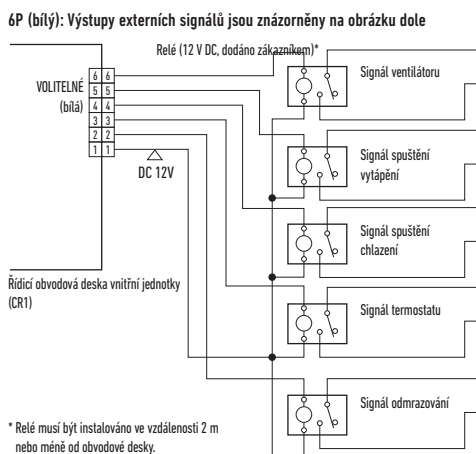 6P (bílý): Výstupy externích signálů jsou znázorněny na obrázku dole
Relé (12 V DC, dodáno zákazníkem)*
VOLITELNÉ
(bílá)
6 6
5 5
4 4
3 3
2 2
1 1
DC 12V
Signál ventilátoru
Signál spuštění
vytápění
Signál spuštění
chlazení
Řídicí obvodová deska vnitřní jednotky
(CR1)
Signál termostatu
Signál odmrazování
* Relé musí být instalováno ve vzdálenosti 2 m
nebo méně od obvodové desky.